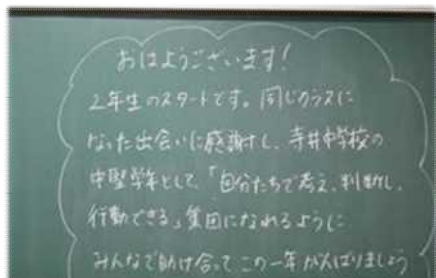 おはようございます!
2年生のスタートです。同じクラスに
なった出会いに感謝し、寺井中学校の
中堅学年として、「自分たちで考え、判断し、
行動できる」集団になれるように
みんなで助け合って この一年がんばりましょう